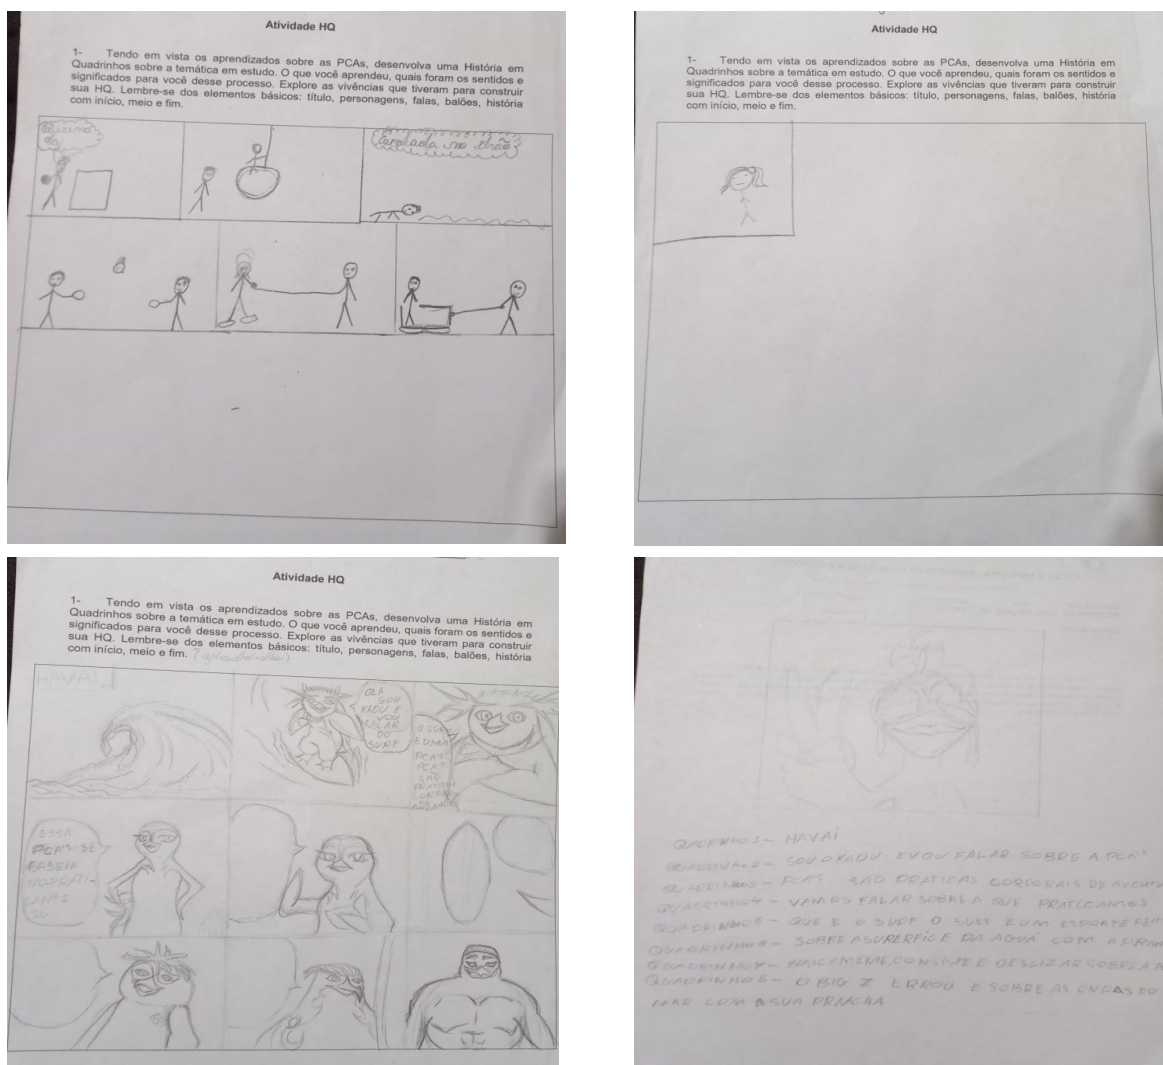 Atividade HQ
1- Tendo em vista os aprendizados sobre as PCAs, desenvolva uma História em
Quadrinhos sobre a temática em estudo. O que você aprendeu, quais foram os sentidos e
significados para você desse processo. Explore as vivências que tiveram para construir
sua HQ. Lembre-se dos elementos básicos: título, personagens, falas, balões, história
com início, meio e fim.
no chão
Atividade HQ
1- Tendo em vista os aprendizados sobre as PCAs, desenvolva uma História em
Quadrinhos sobre a temática em estudo. O que você aprendeu, quais foram os sentidos e
significados para você desse processo. Explore as vivências que tiveram para construir
sua HQ. Lembre-se dos elementos básicos: título, personagens, falas, balões, história
com início, meio e fim.
Atividade HQ
1- Tendo em vista os aprendizados sobre as PCAs, desenvolva uma História em
Quadrinhos sobre a temática em estudo. O que você aprendeu, quais foram os sentidos e
significados para você desse processo. Explore as vivências que tiveram para construir
sua HQ. Lembre-se dos elementos básicos: título, personagens, falas, balões, história
com início, meio e fim.
OLÁ
SOU
KADU E
VOU
FALAR
DO
SURF
O SURF
E UMA
PCA'S
PCA'S
SÃO
ESSA
PCA'S SE
BASEIA
HAVAÍ
SOU O KADU E VOU FALAR SOBRE A PCA'S
PCA'S SÃO PRATICAS CORPORAIS DE
VAMOS FALAR SOBRE A QUE PRATICAMOS
QUE E O SURF O SURF E UM ESPORTE
SOBRE A DA AGUA COM A
CONSISTE E DESLIZAR SOBRE A
O BIG Z ERROU E SOBRE AS ONDAS DO
MAR COM A SUA PRNCHA